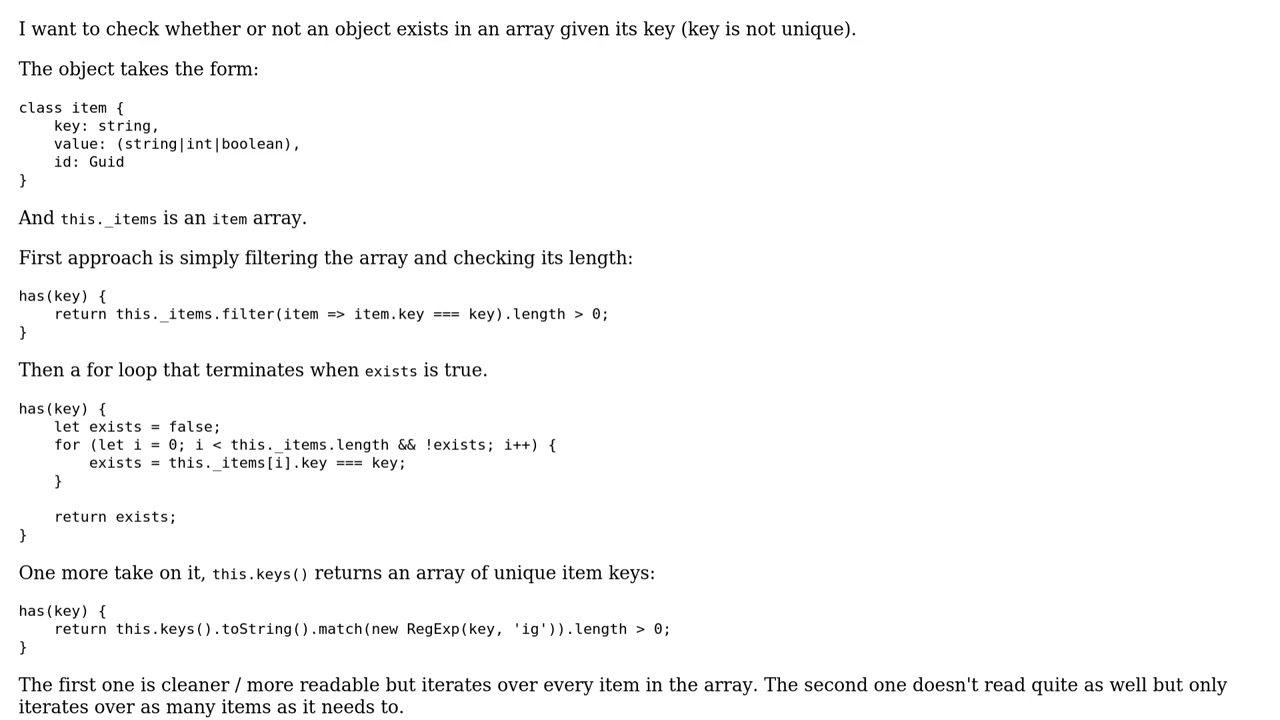 I want to check whether or not an object exists in an array given its key (key is not unique).
The object takes the form:
class item {
    key: string,
    value: (string|int|boolean),
    id: Guid
}
And this._items is an item array.
First approach is simply filtering the array and checking its length:
has(key) {
    return this._items.filter(item => item.key === key).length > 0;
}
Then a for loop that terminates when exists is true.
has(key) {
    let exists = false;
    for (let i = 0; i < this._items.length && !exists; i++) {
        exists = this._items[i].key === key;
    }

    return exists;
}
One more take on it, this.keys() returns an array of unique item keys:
has(key) {
    return this.keys().toString().match(new RegExp(key, 'ig')).length > 0;
}
The first one is cleaner / more readable but iterates over every item in the array. The second one doesn't read quite as well but only
iterates over as many items as it needs to.